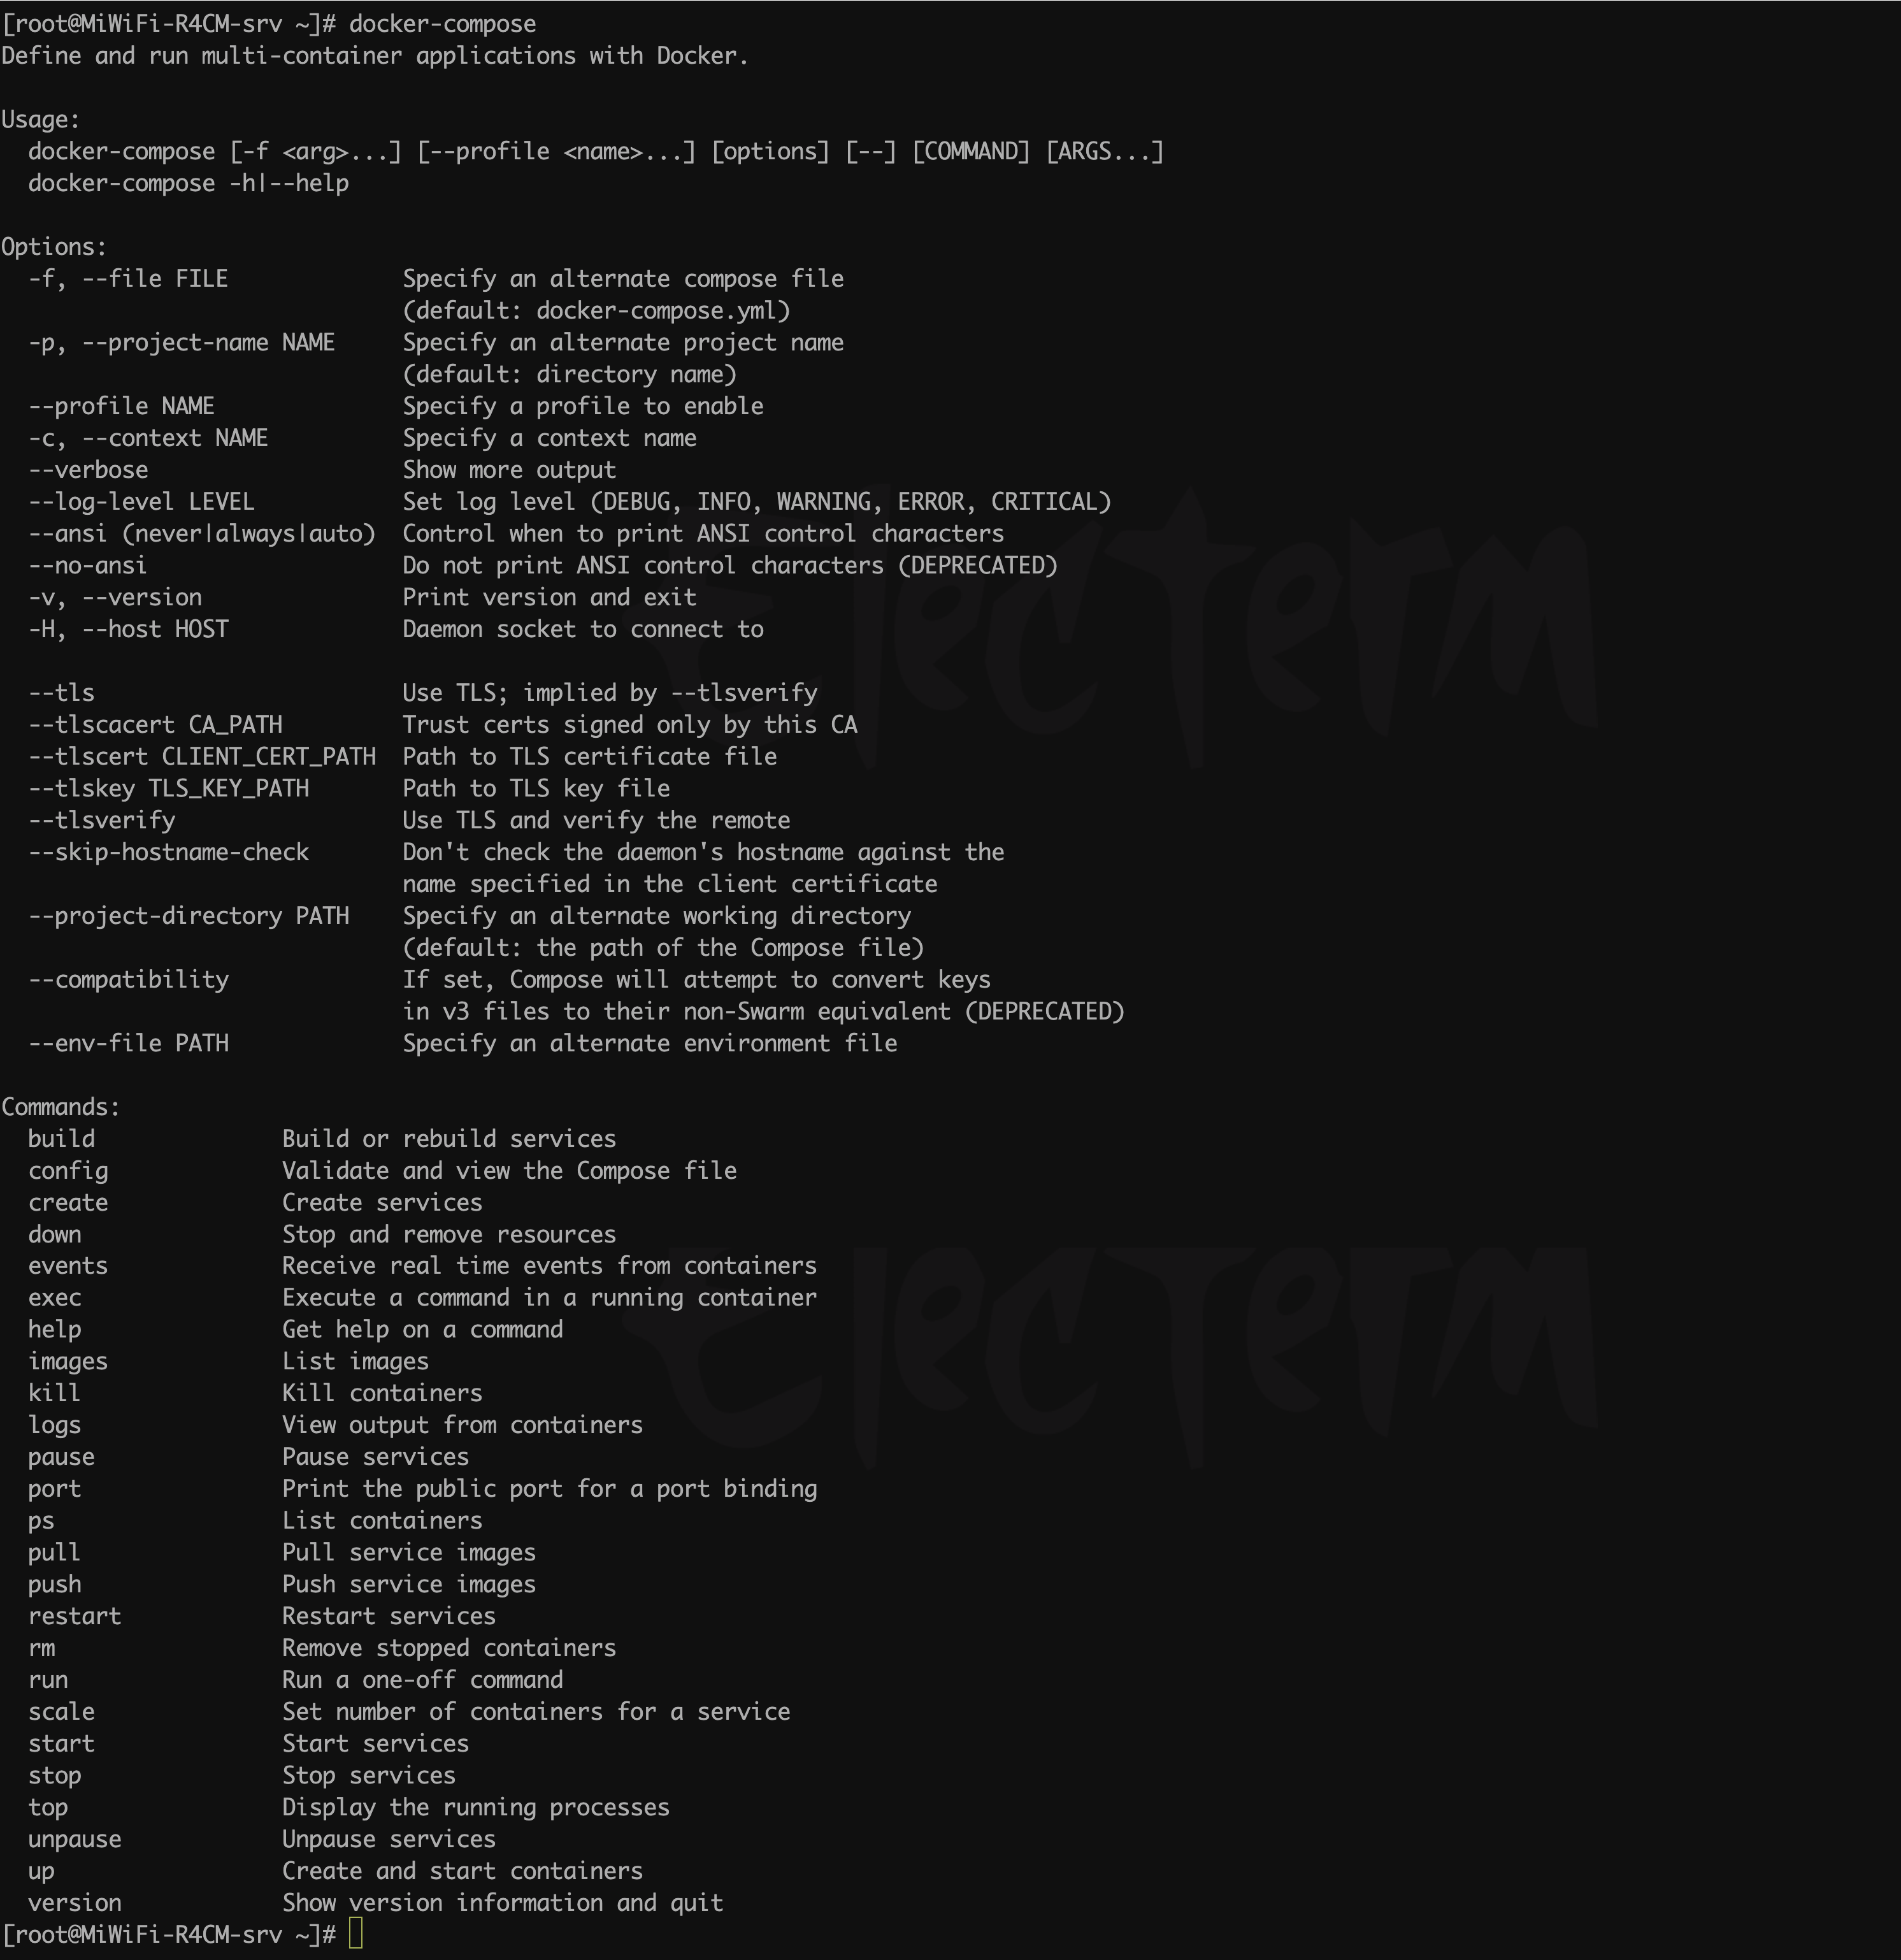 [root@MiWiFi-R4CM-srv ~]# docker-compose
Define and run multi-container applications with Docker.

Usage:
  docker-compose [-f <arg>...] [--profile <name>...] [options] [--] [COMMAND] [ARGS...]
  docker-compose -h|--help

Options:
  -f, --file FILE             Specify an alternate compose file
                              (default: docker-compose.yml)
  -p, --project-name NAME     Specify an alternate project name
                              (default: directory name)
  --profile NAME              Specify a profile to enable
  -c, --context NAME          Specify a context name
  --verbose                   Show more output
  --log-level LEVEL           Set log level (DEBUG, INFO, WARNING, ERROR, CRITICAL)
  --ansi (never|always|auto)  Control when to print ANSI control characters
  --no-ansi                   Do not print ANSI control characters (DEPRECATED)
  -v, --version               Print version and exit
  -H, --host HOST             Daemon socket to connect to

  --tls                       Use TLS; implied by --tlsverify
  --tlscacert CA_PATH         Trust certs signed only by this CA
  --tlscert CLIENT_CERT_PATH  Path to TLS certificate file
  --tlskey TLS_KEY_PATH       Path to TLS key file
  --tlsverify                 Use TLS and verify the remote
  --skip-hostname-check       Don't check the daemon's hostname against the
                              name specified in the client certificate
  --project-directory PATH    Specify an alternate working directory
                              (default: the path of the Compose file)
  --compatibility             If set, Compose will attempt to convert keys
                              in v3 files to their non-Swarm equivalent (DEPRECATED)
  --env-file PATH             Specify an alternate environment file

Commands:
  build              Build or rebuild services
  config             Validate and view the Compose file
  create             Create services
  down               Stop and remove resources
  events             Receive real time events from containers
  exec               Execute a command in a running container
  help               Get help on a command
  images             List images
  kill               Kill containers
  logs               View output from containers
  pause              Pause services
  port               Print the public port for a port binding
  ps                 List containers
  pull               Pull service images
  push               Push service images
  restart            Restart services
  rm                 Remove stopped containers
  run                Run a one-off command
  scale              Set number of containers for a service
  start              Start services
  stop               Stop services
  top                Display the running processes
  unpause            Unpause services
  up                 Create and start containers
  version            Show version information and quit
[root@MiWiFi-R4CM-srv ~]#
electerm
electerm